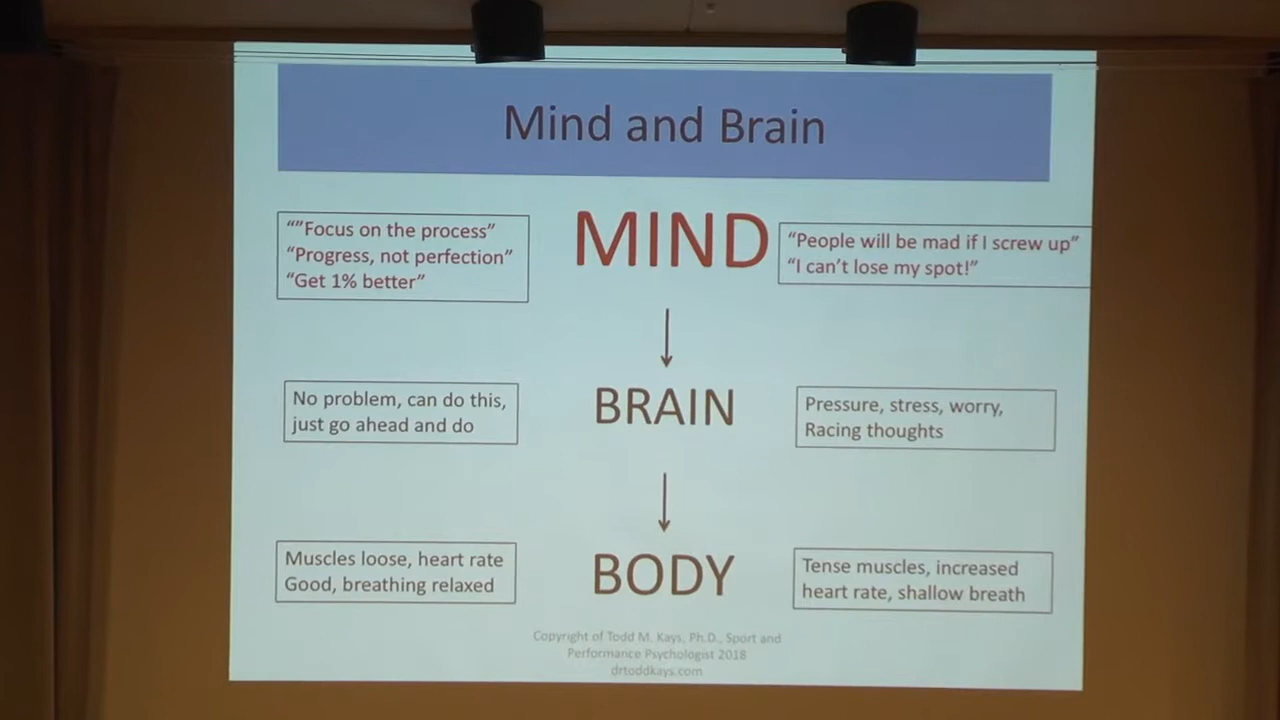 Mind and Brain
““”Focus on the process”
“Progress, not perfection”
“Get 1% better”
MIND
“People will be mad if I screw up”
“I can’t lose my spot!”
No problem, can do this,
just go ahead and do
BRAIN
Pressure, stress, worry,
Racing thoughts
Muscles loose, heart rate
Good, breathing relaxed
BODY
Tense muscles, increased
heart rate, shallow breath
Copyright of Todd M. Kays, Ph.D., Sport and
Performance Psychologist 2018
drtoddkays.com